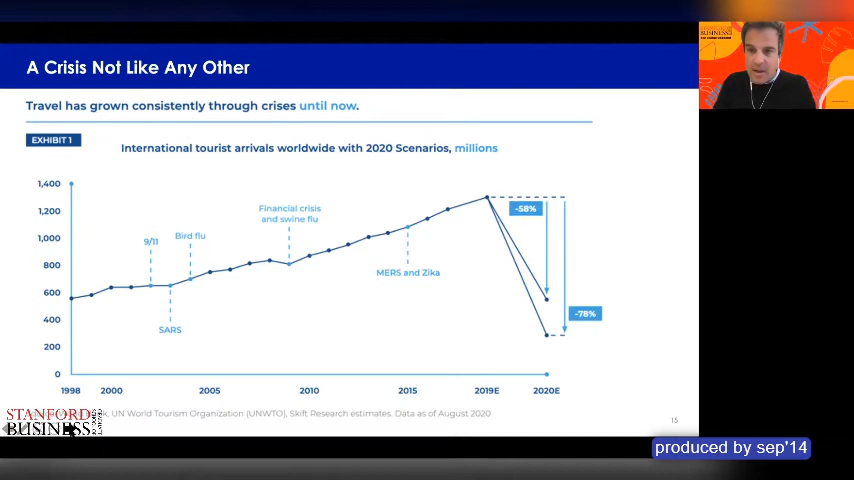 A Crisis Not Like Any Other
Travel has grown consistently through crises until now.
EXHIBIT 1
International tourist arrivals worldwide with 2020 Scenarios, millions
1,400
1,200
1,000
800
600
400
200
0
9/11
SARS
Bird flu
Financial crisis
and swine flu
MERS and Zika
-58%
-78%
1998
2000
2005
2010
2015
2019E
2020E
UN World Tourism Organization (UNWTO), Skift Research estimates. Data as of August 2020
15
STANFORD
BUSINESS
produced by sep'14
STANFORD
BUSINESS